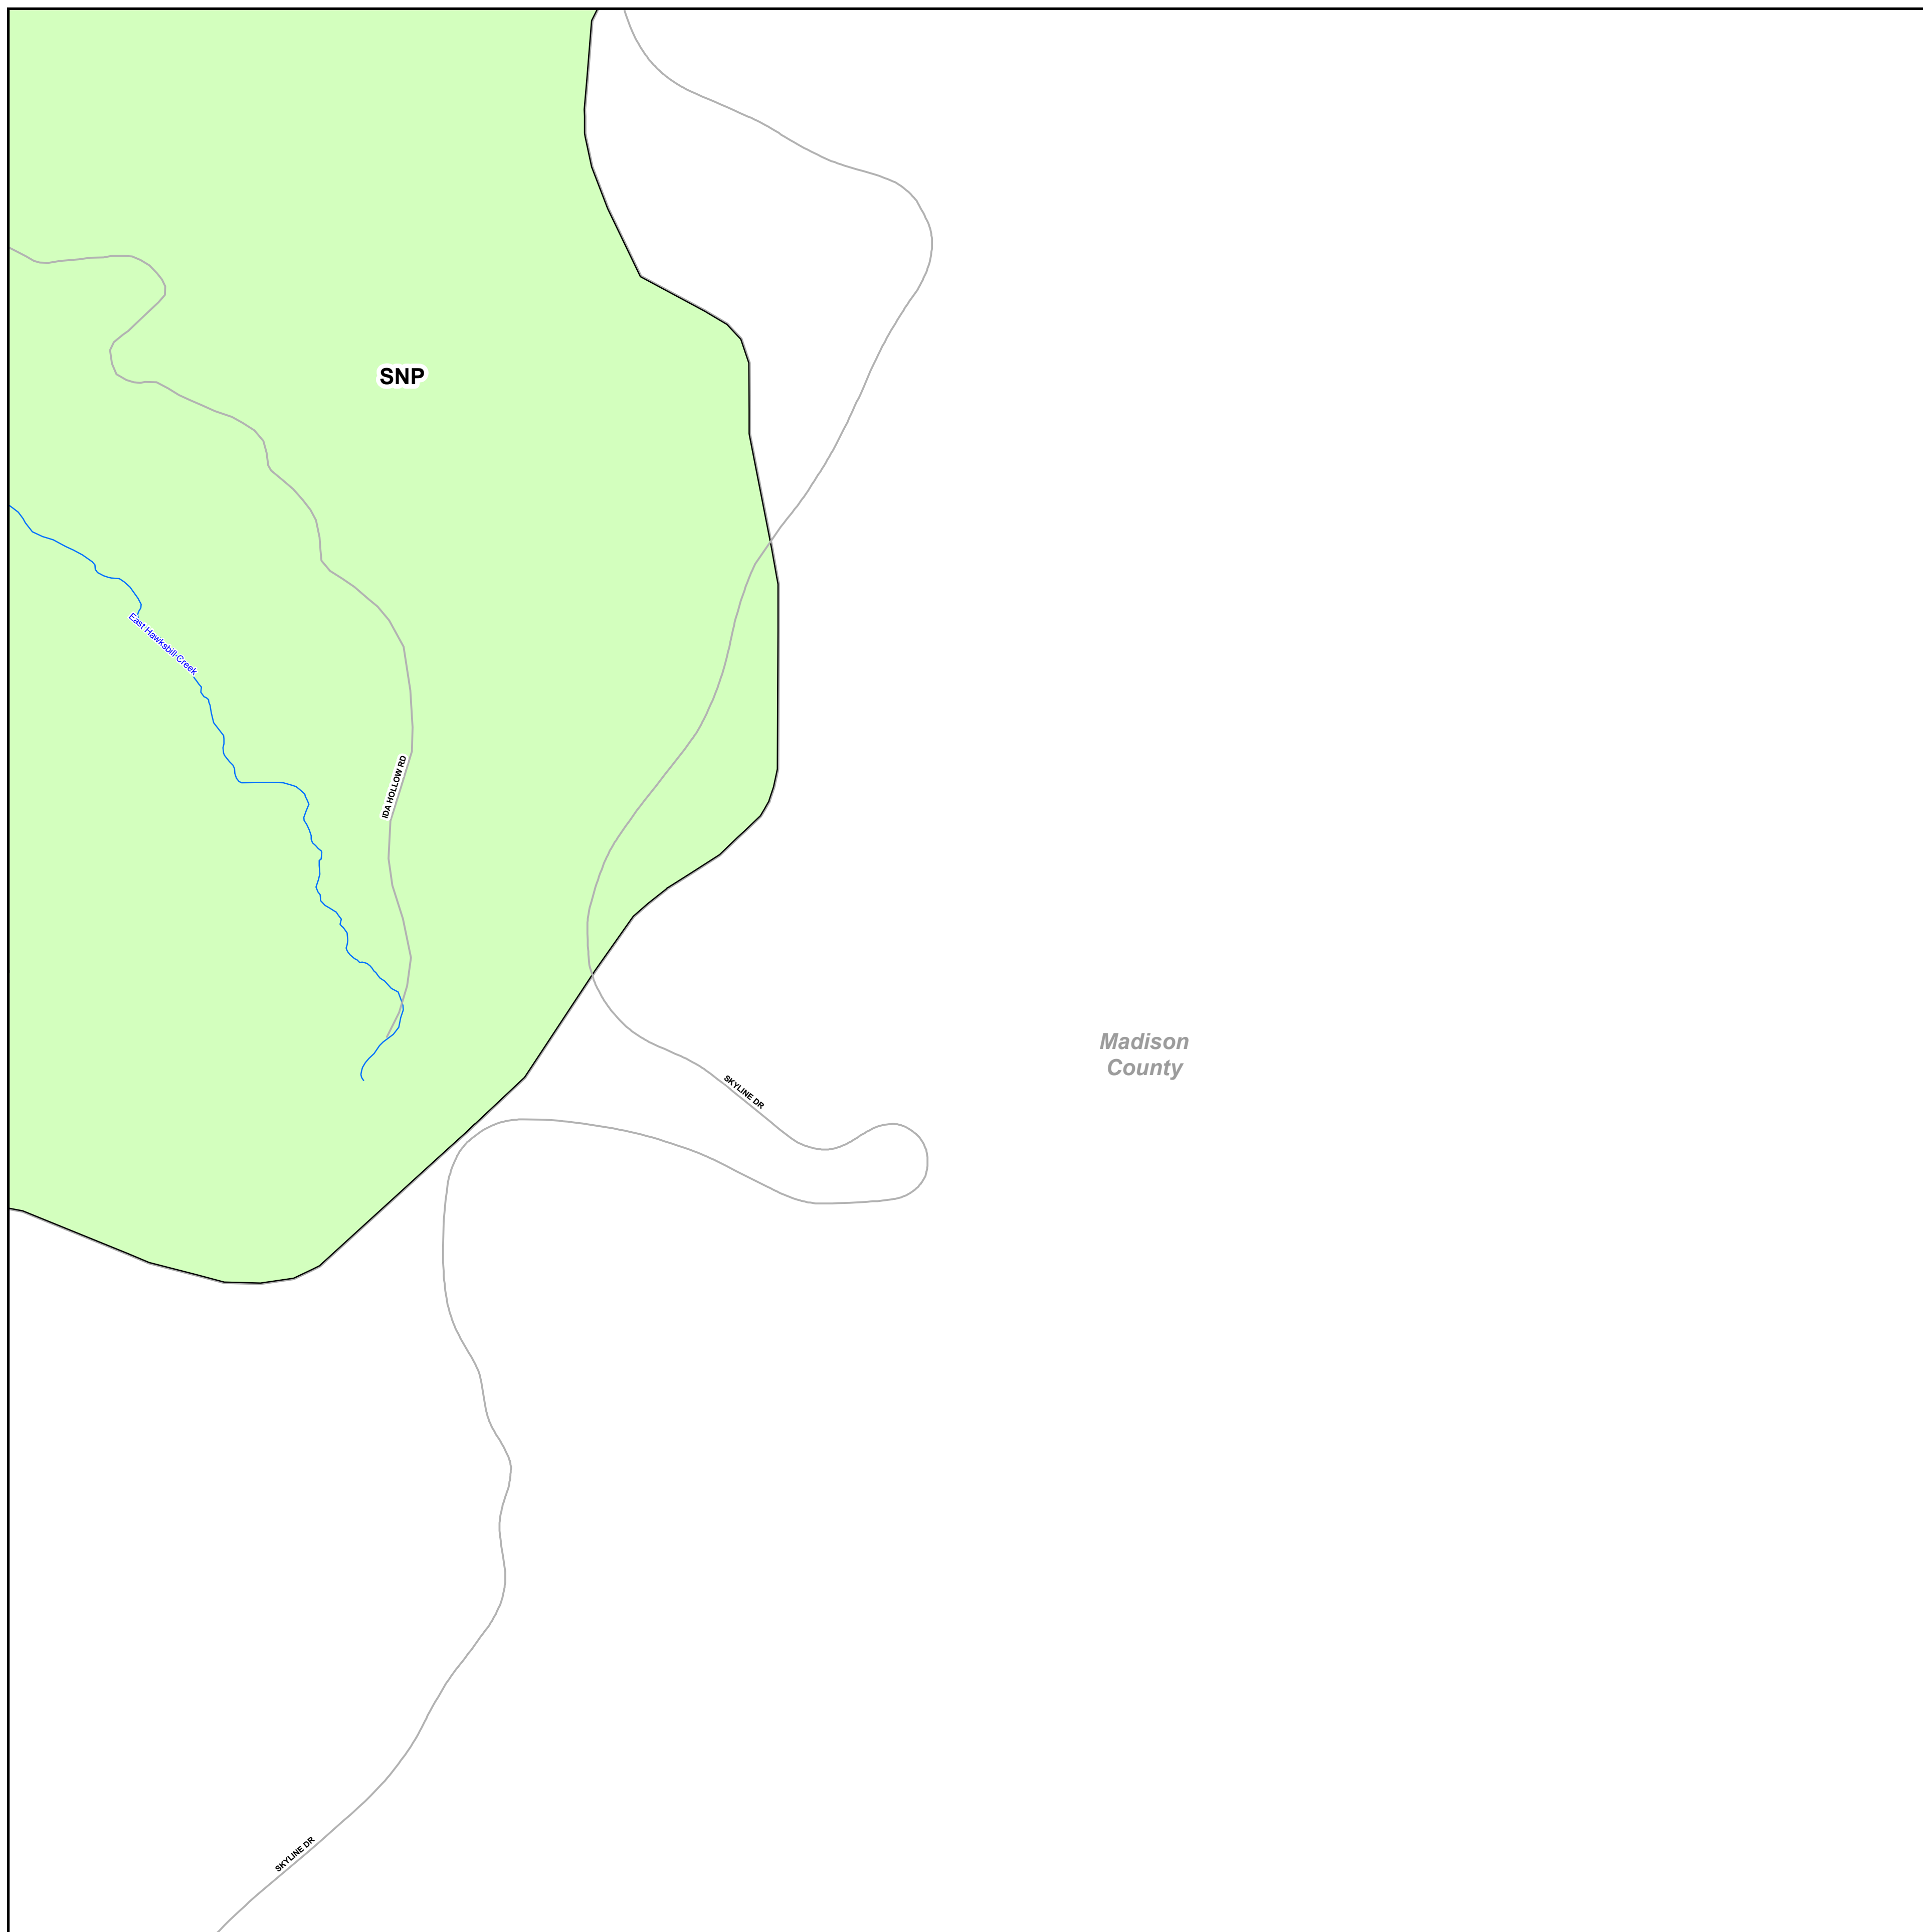 SNP
East Hawksbill Creek
IDA HOLLOW RD
Madison
County
SKYLINE DR
SKYLINE DR